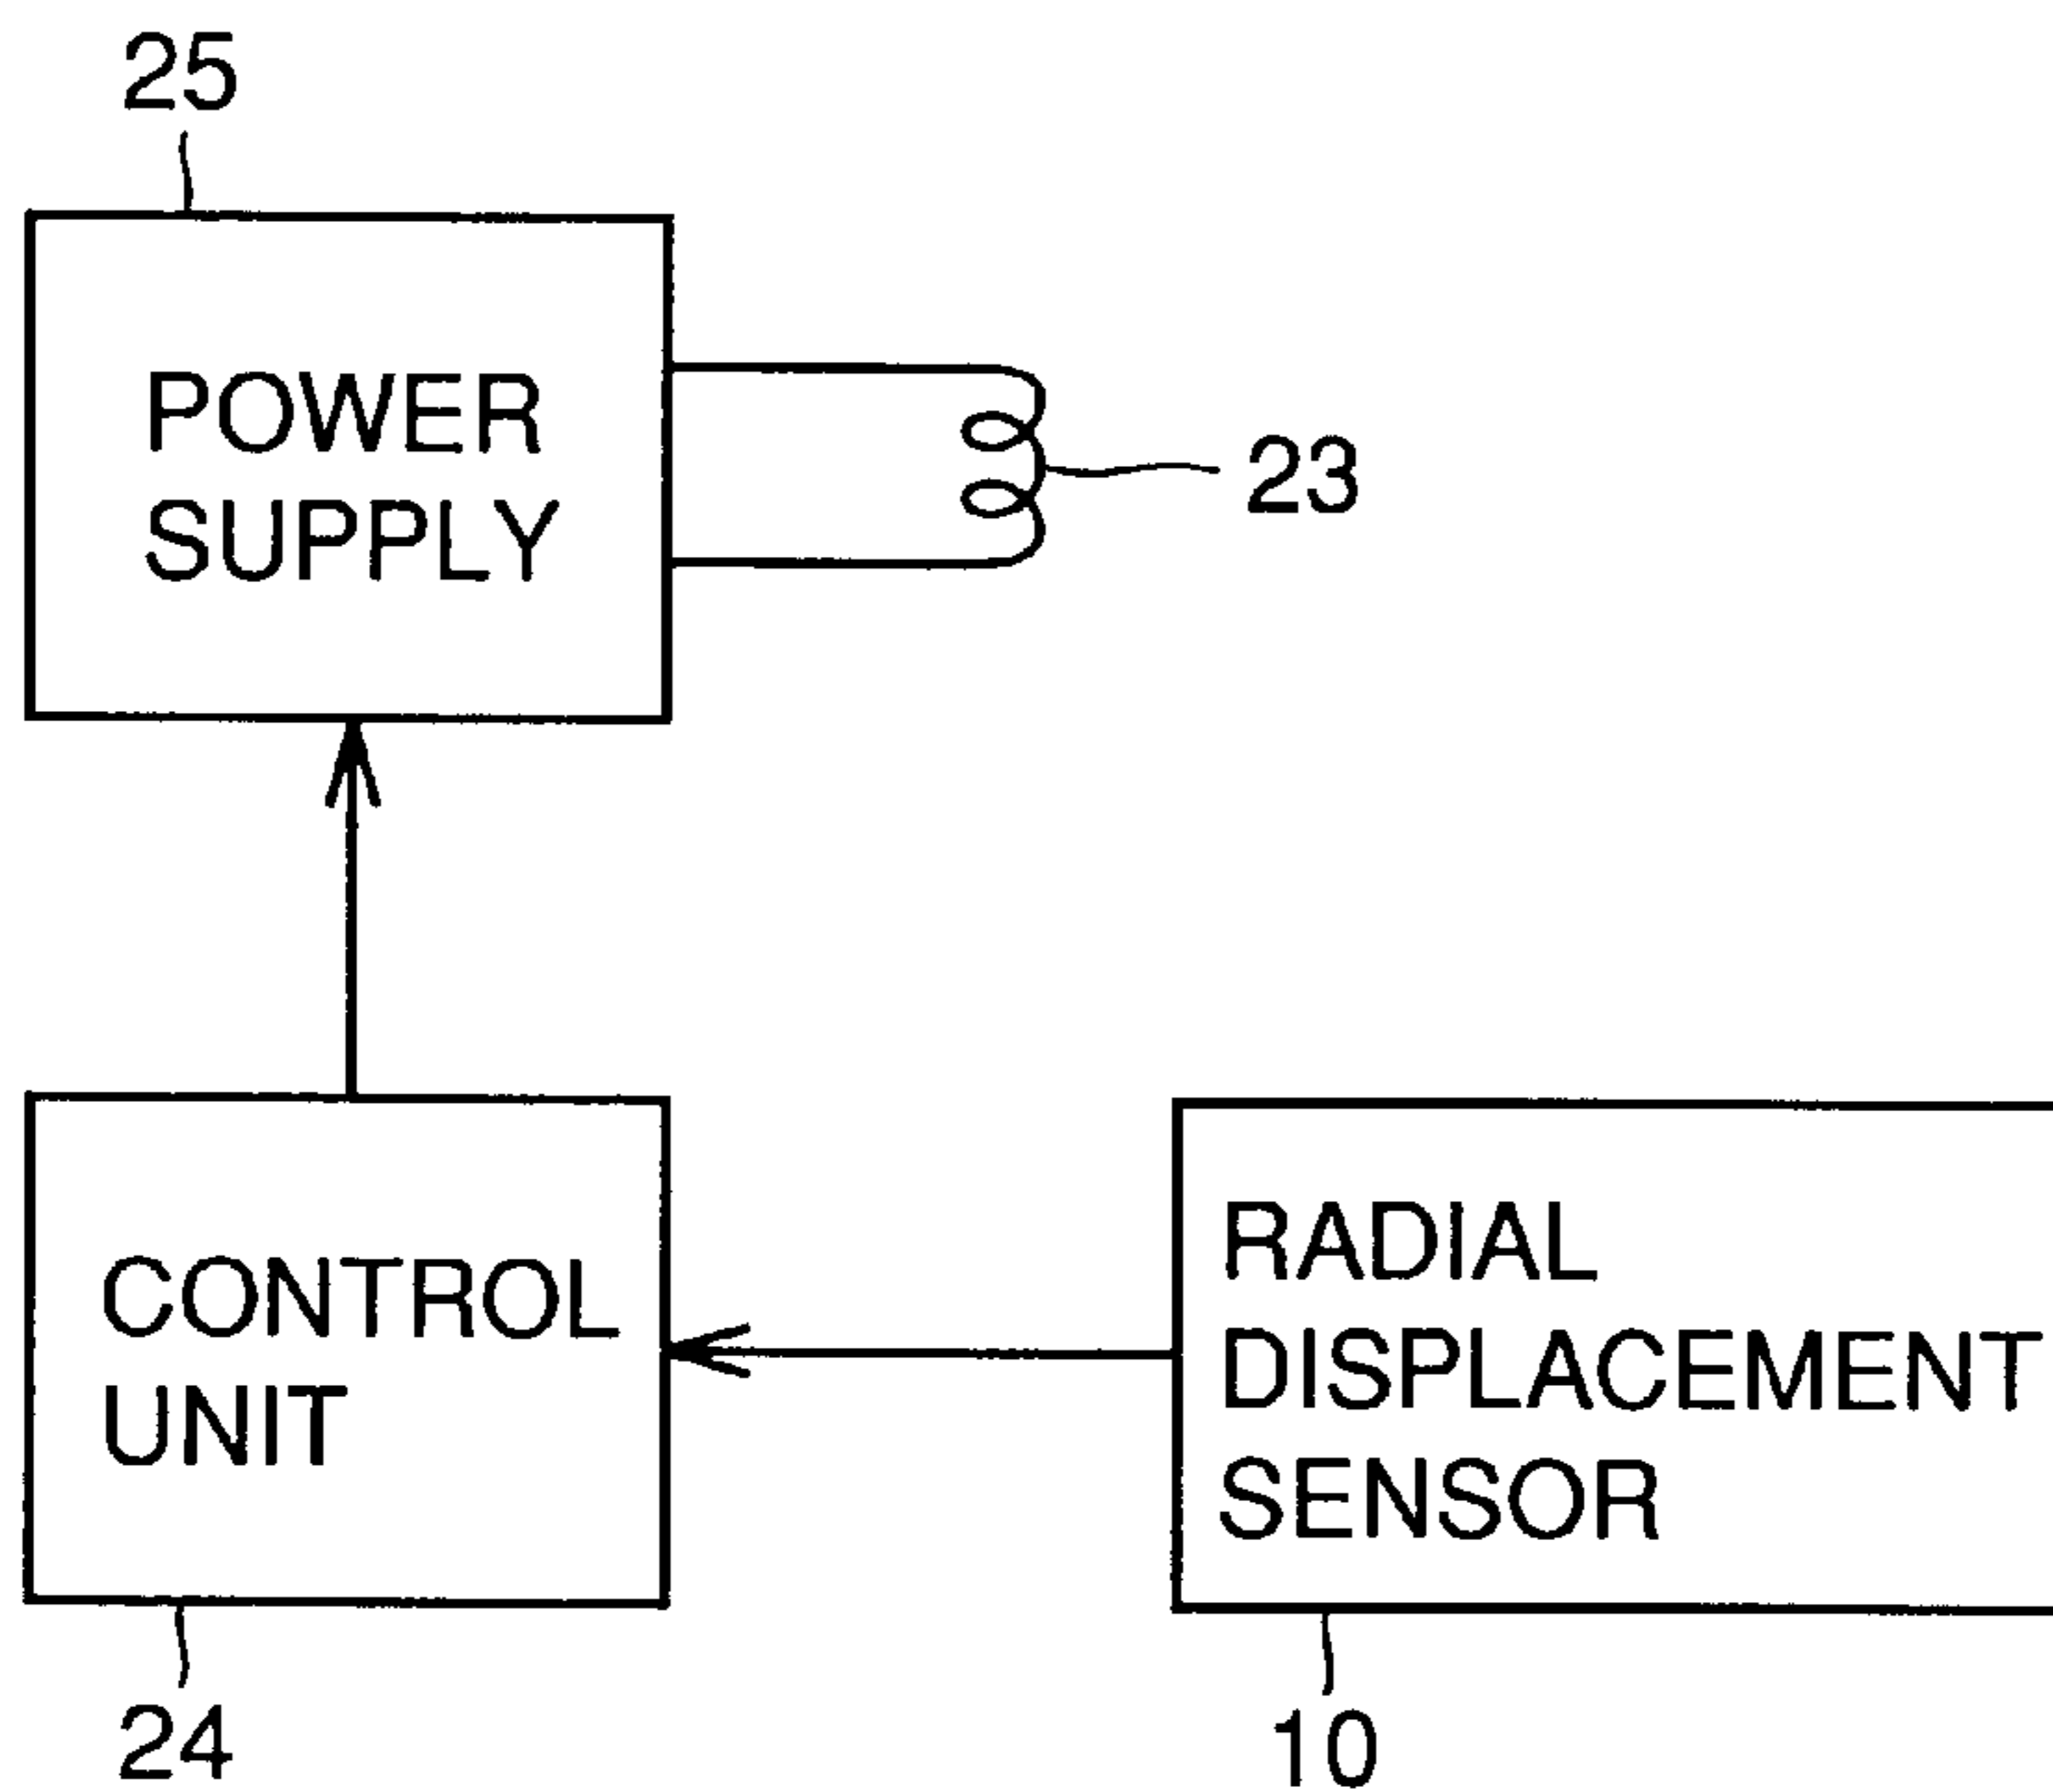 25
POWER
SUPPLY
23
CONTROL
UNIT
RADIAL
DISPLACEMENT
SENSOR
24
10